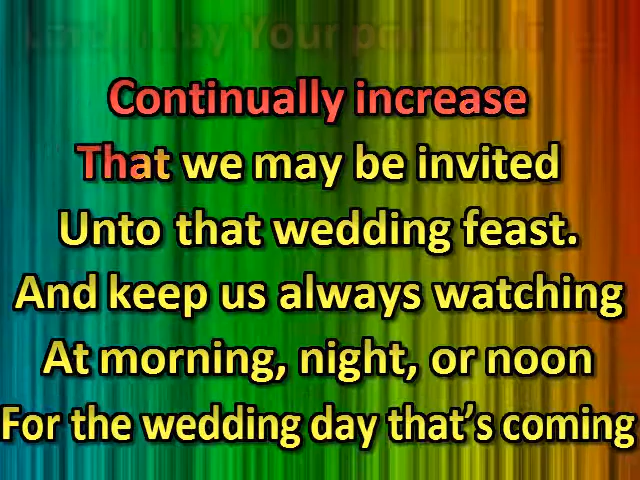 Your
Continually increase
That we may be invited
Unto that wedding feast.
And keep us always watching
At morning, night, or noon
For the wedding day that's coming